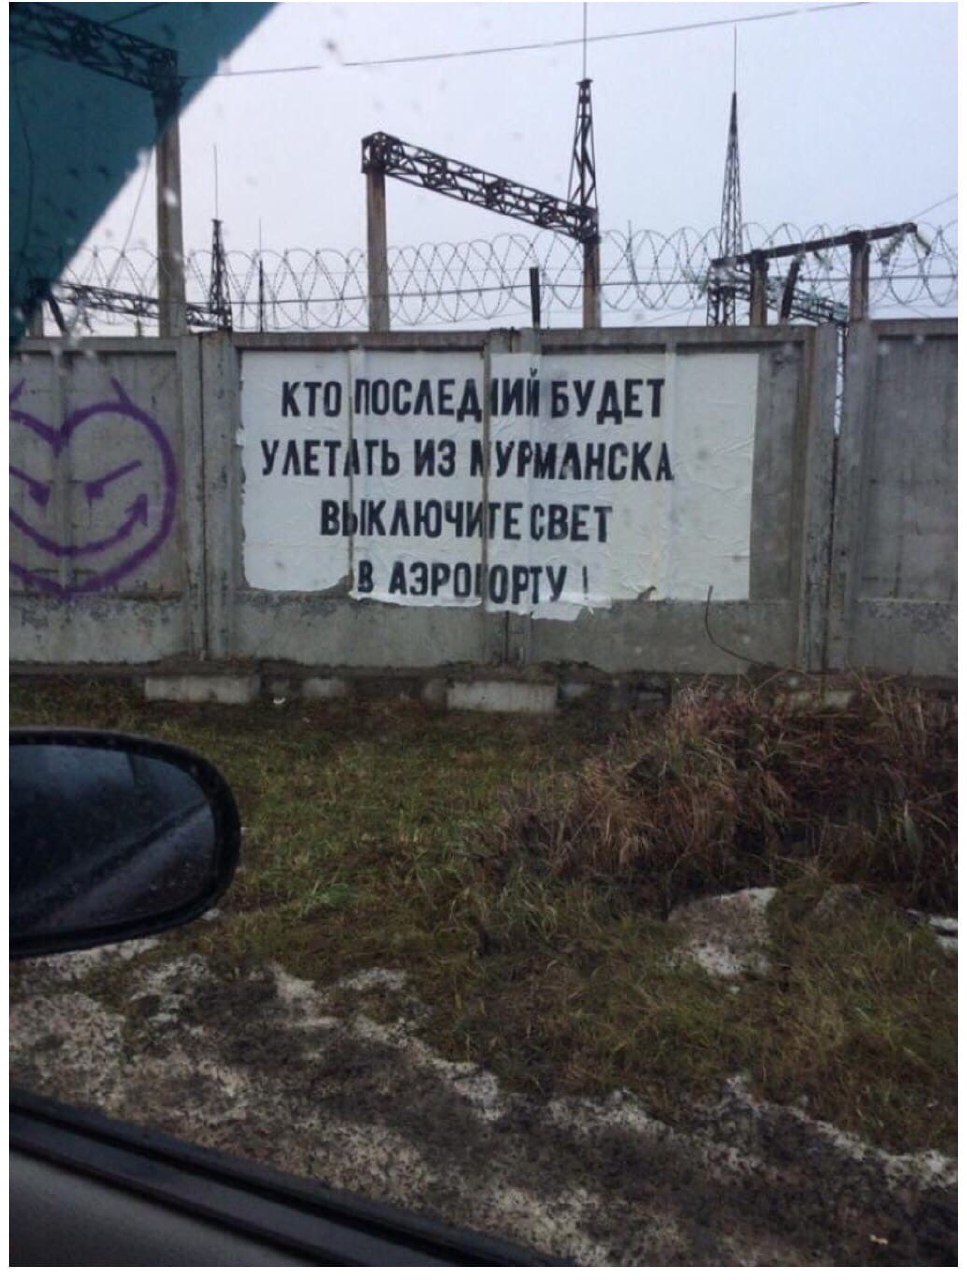 КТО ПОСЛЕДНИЙ БУДЕТ
УЛЕТАТЬ ИЗ МУРМАНСКА
ВЫКЛЮЧИТЕ СВЕТ
В АЭРОПОРТУ!